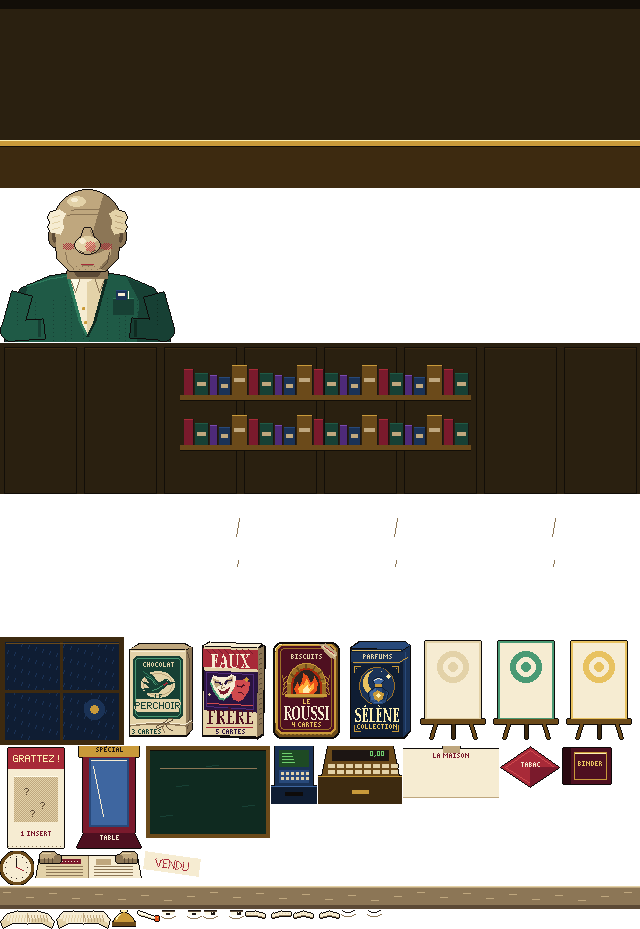 CHOCOLAT
LE
PERCHOIR
3 CARTES
FAUX
FRÈRE
5 CARTES
BISCUITS
LE
ROUSSI
4 CARTES
PARFUMS
SÉLÈNE
COLLECTION
GRATTEZ !
?
?
?
1 INSERT
SPÉCIAL
TABLE
0,00
LA MAISON
TABAC
BINDER
VENDU